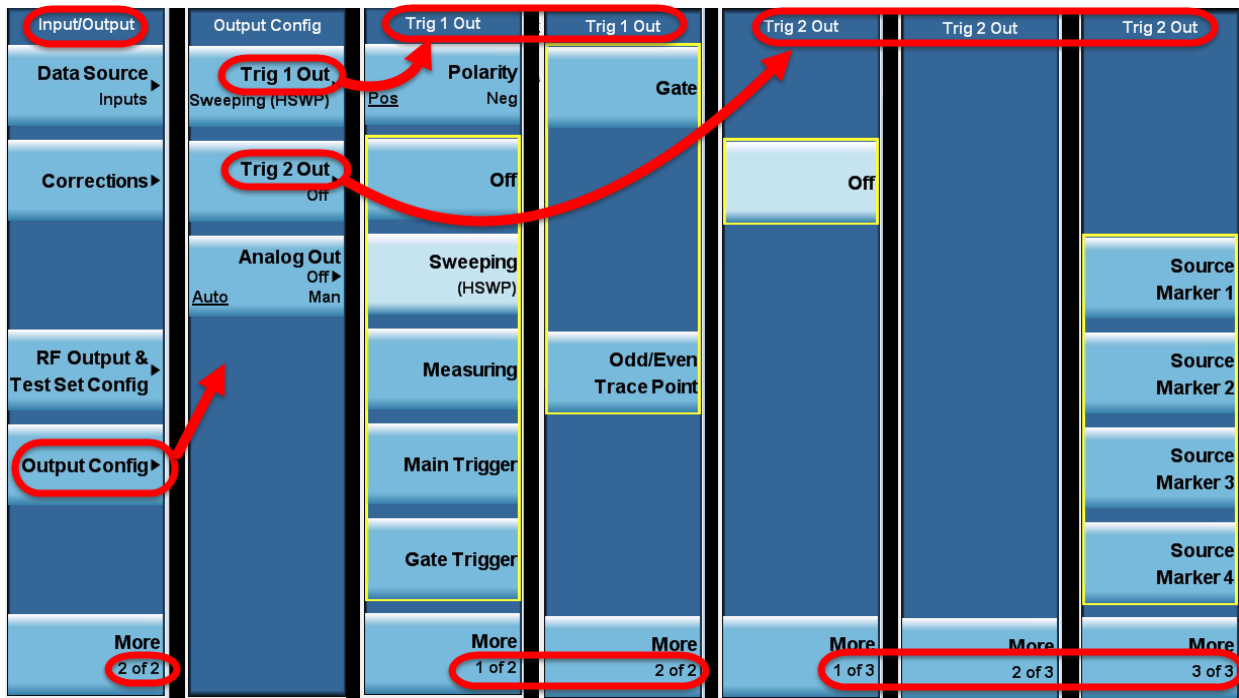 Input/Output
Data Source
Inputs
Corrections
RF Output &
Test Set Config
Output Config
More
2 of 2
Output Config
Trig 1 Out
Sweeping (HSWP)
Trig 2 Out
Off
Analog Out
Off
Auto Man
Trig 1 Out
Polarity
Pos Neg
Off
Sweeping
(HSWP)
Measuring
Main Trigger
Gate Trigger
More
1 of 2
Trig 1 Out
Gate
Odd/Even
Trace Point
More
2 of 2
Trig 2 Out
Off
More
1 of 3
Trig 2 Out
More
2 of 3
Trig 2 Out
Source
Marker 1
Source
Marker 2
Source
Marker 3
Source
Marker 4
More
3 of 3